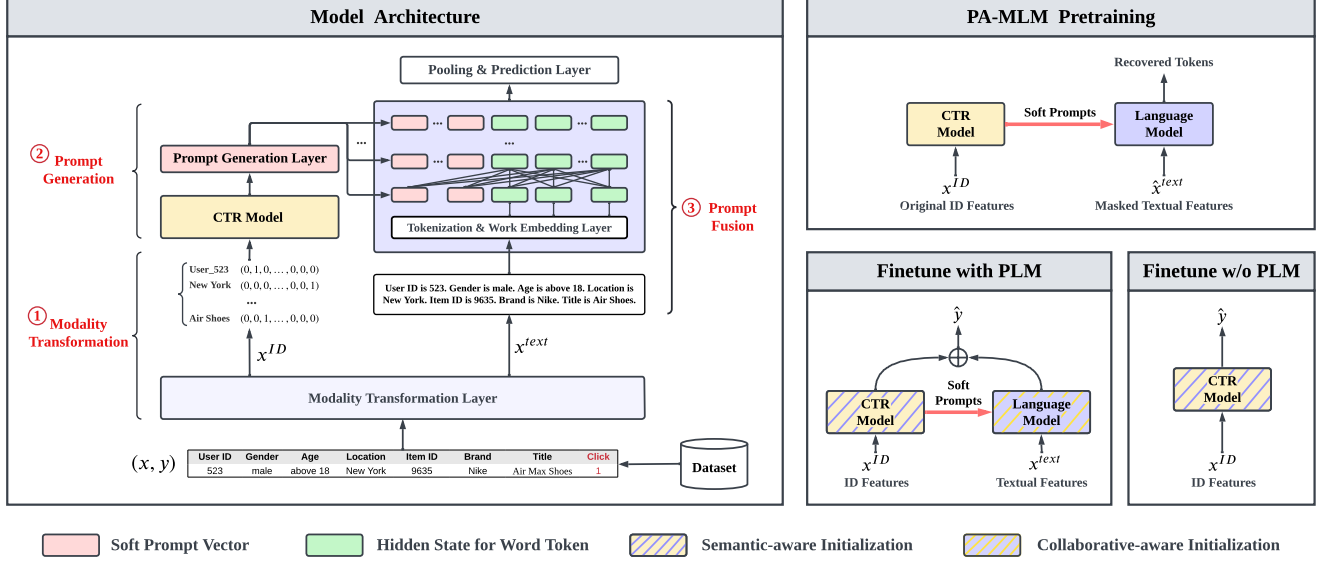 Model Architecture
Pooling & Prediction Layer
...
...
...
...
Prompt Generation Layer
...
...
② Prompt
Generation
CTR Model
Tokenization & Work Embedding Layer
③ Prompt
Fusion
User_523 (0, 1, 0, ... , 0, 0, 0)
New York (0, 0, 0, ... , 0, 0, 1)
...
Air Shoes (0, 0, 1, ... , 0, 0, 0)
User ID is 523. Gender is male. Age is above 18. Location is
New York. Item ID is 9635. Brand is Nike. Title is Air Shoes.
① Modality
Transformation
x^{ID}
x^{text}
Modality Transformation Layer
(x, y)
User ID Gender Age Location Item ID Brand Title Click
523 male above 18 New York 9635 Nike Air Max Shoes 1
Dataset
PA-MLM Pretraining
Recovered Tokens
CTR
Model
Soft Prompts
Language
Model
x^{ID}
x̂^{text}
Original ID Features
Masked Textual Features
Finetune with PLM
ŷ
CTR
Model
Soft
Prompts
Language
Model
x^{ID}
x^{text}
ID Features
Textual Features
Finetune w/o PLM
ŷ
CTR
Model
x^{ID}
ID Features
Soft Prompt Vector
Hidden State for Word Token
Semantic-aware Initialization
Collaborative-aware Initialization